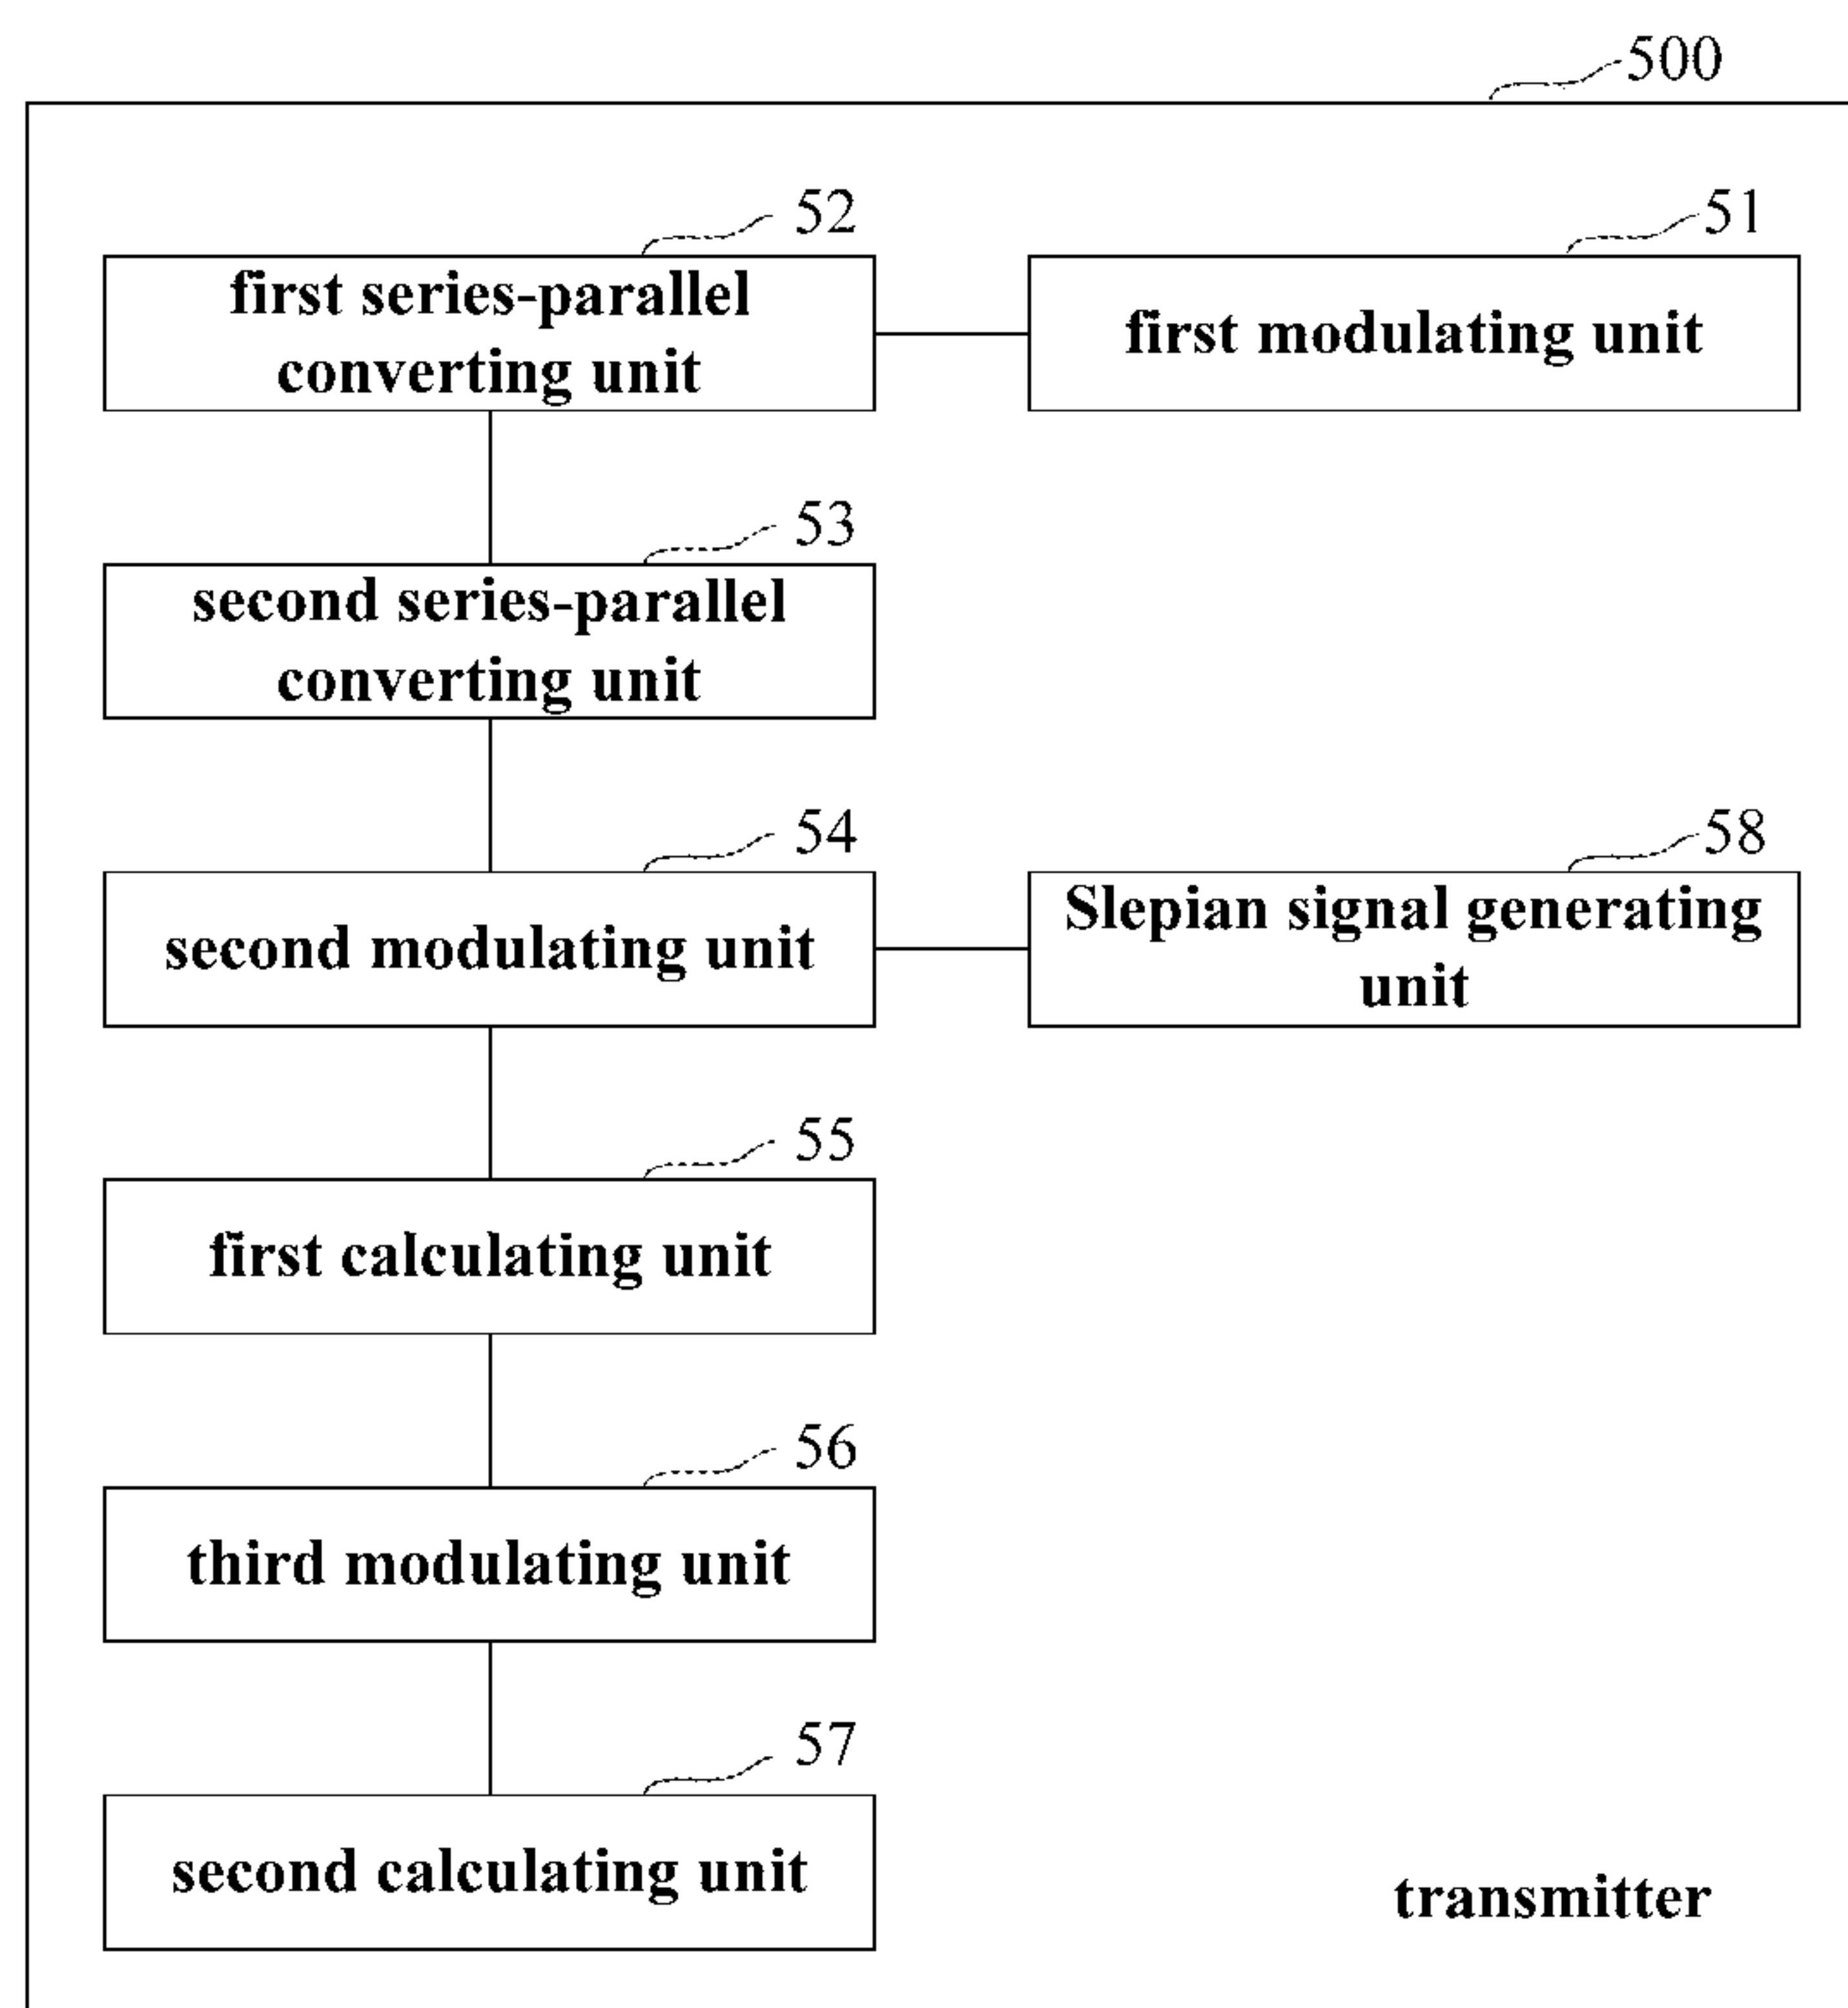 500
52
51
first series-parallel
converting unit
first modulating unit
53
second series-parallel
converting unit
54
58
second modulating unit
Slepian signal generating
unit
55
first calculating unit
56
third modulating unit
57
second calculating unit
transmitter